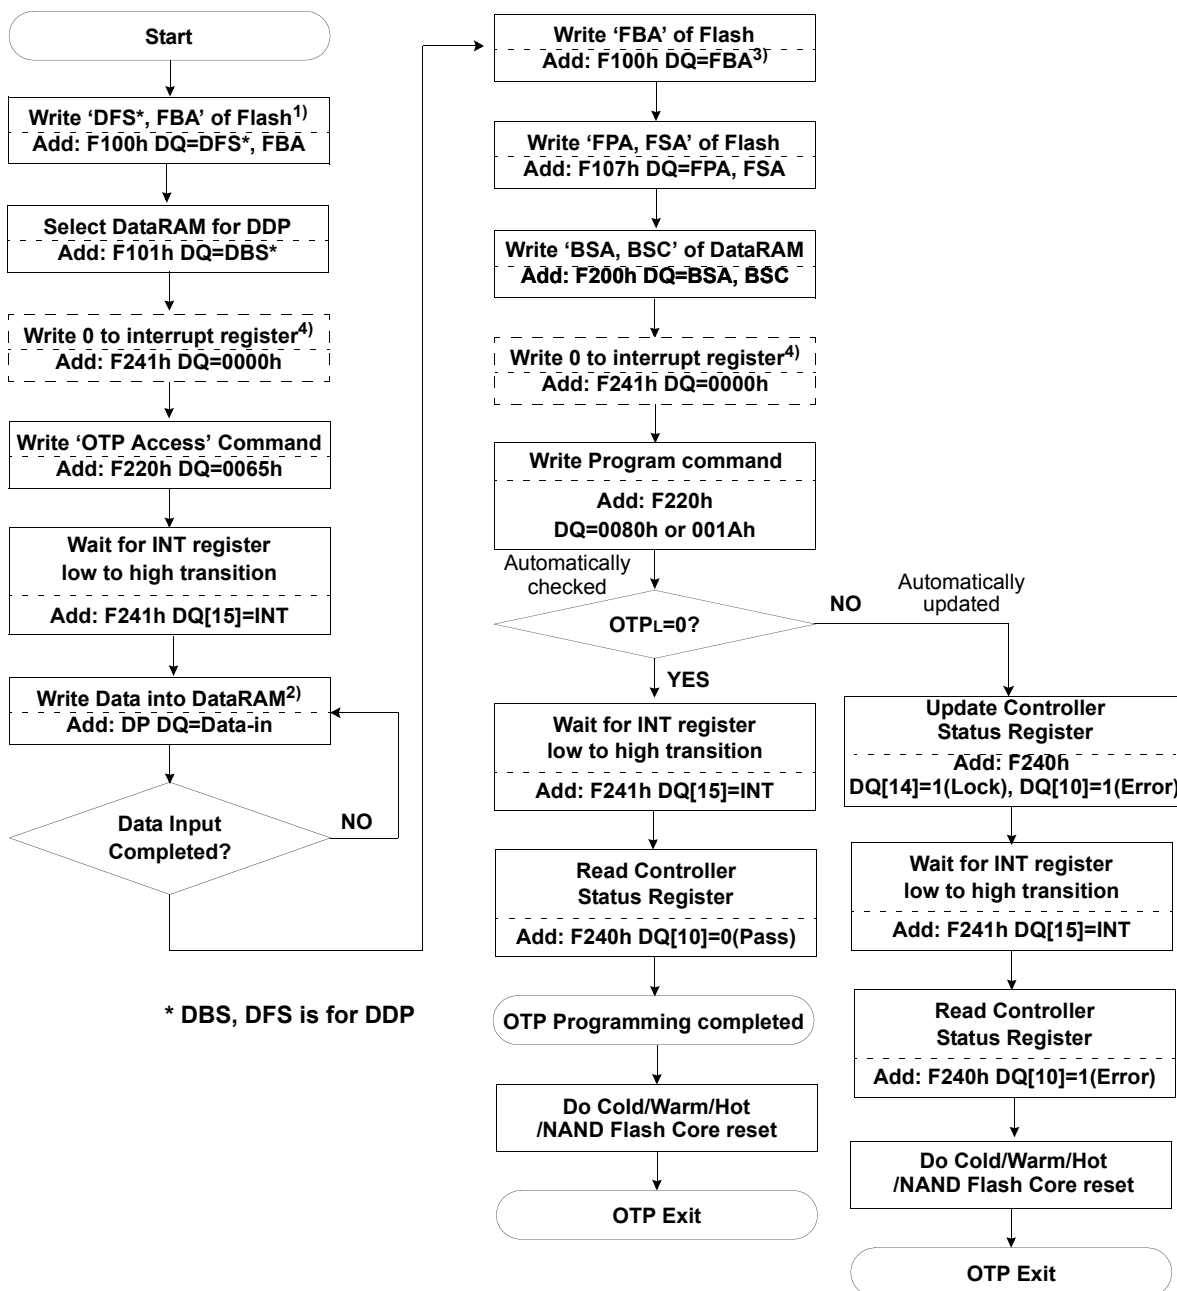 Start
Write ‘DFS*, FBA’ of Flash1)
Add: F100h DQ=DFS*, FBA
Select DataRAM for DDP
Add: F101h DQ=DBS*
Write 0 to interrupt register4)
Add: F241h DQ=0000h
Write ‘OTP Access’ Command
Add: F220h DQ=0065h
Wait for INT register
low to high transition
Add: F241h DQ[15]=INT
Write Data into DataRAM2)
Add: DP DQ=Data-in
Data Input
Completed?
NO
* DBS, DFS is for DDP
Write ‘FBA’ of Flash
Add: F100h DQ=FBA3)
Write ‘FPA, FSA’ of Flash
Add: F107h DQ=FPA, FSA
Write ‘BSA, BSC’ of DataRAM
Add: F200h DQ=BSA, BSC
Write 0 to interrupt register4)
Add: F241h DQ=0000h
Write Program command
Add: F220h
DQ=0080h or 001Ah
Automatically
checked
OTPL=0?
YES
Wait for INT register
low to high transition
Add: F241h DQ[15]=INT
Read Controller
Status Register
Add: F240h DQ[10]=0(Pass)
OTP Programming completed
Do Cold/Warm/Hot
/NAND Flash Core reset
OTP Exit
NO
Automatically
updated
Update Controller
Status Register
Add: F240h
DQ[14]=1(Lock), DQ[10]=1(Error)
Wait for INT register
low to high transition
Add: F241h DQ[15]=INT
Read Controller
Status Register
Add: F240h DQ[10]=1(Error)
Do Cold/Warm/Hot
/NAND Flash Core reset
OTP Exit